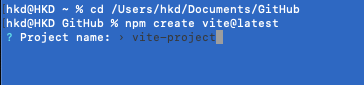 hkd@HKD ~ % cd /Users/hkd/Documents/GitHub
hkd@HKD GitHub % npm create vite@latest
? Project name: › vite-project